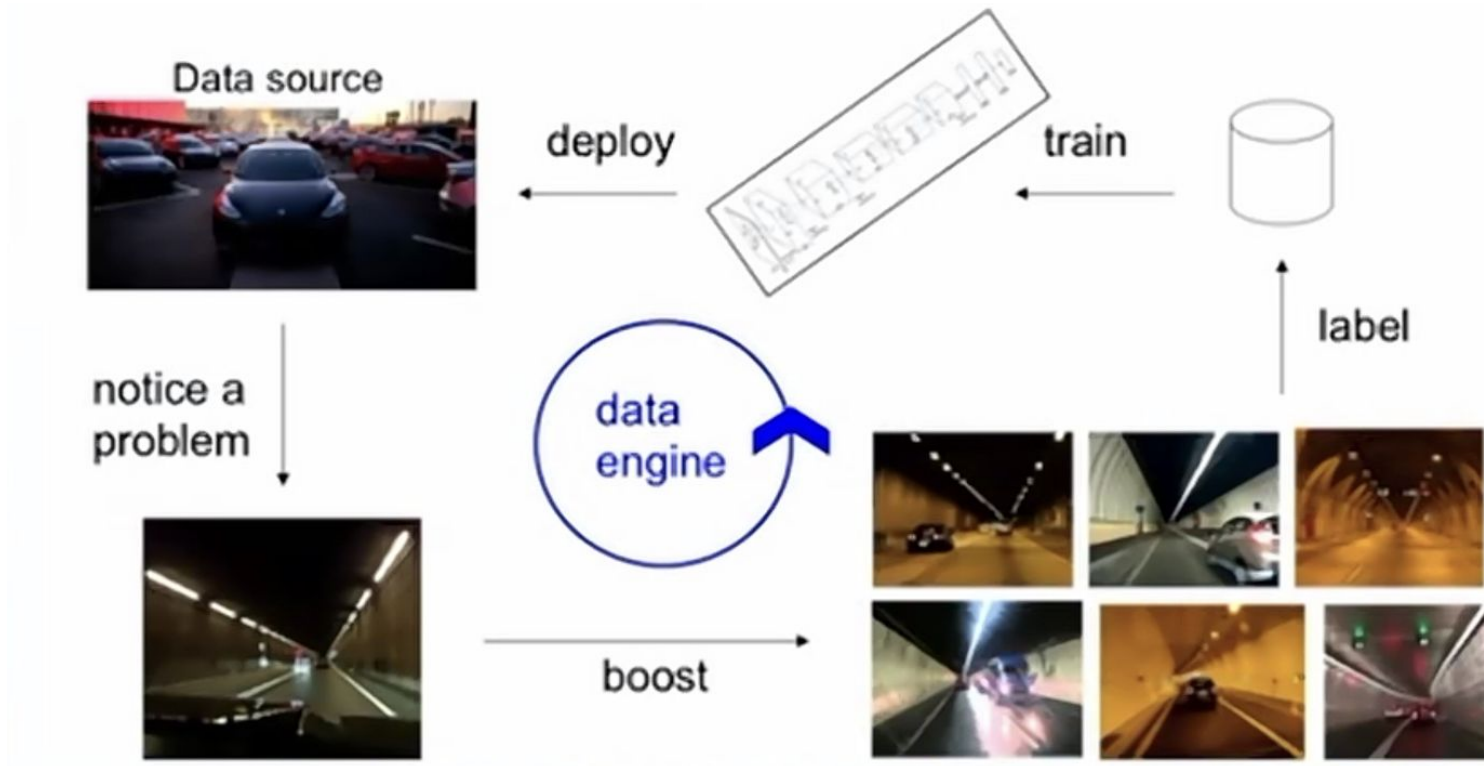 Data source
deploy
train
label
notice a
problem
data
engine
boost